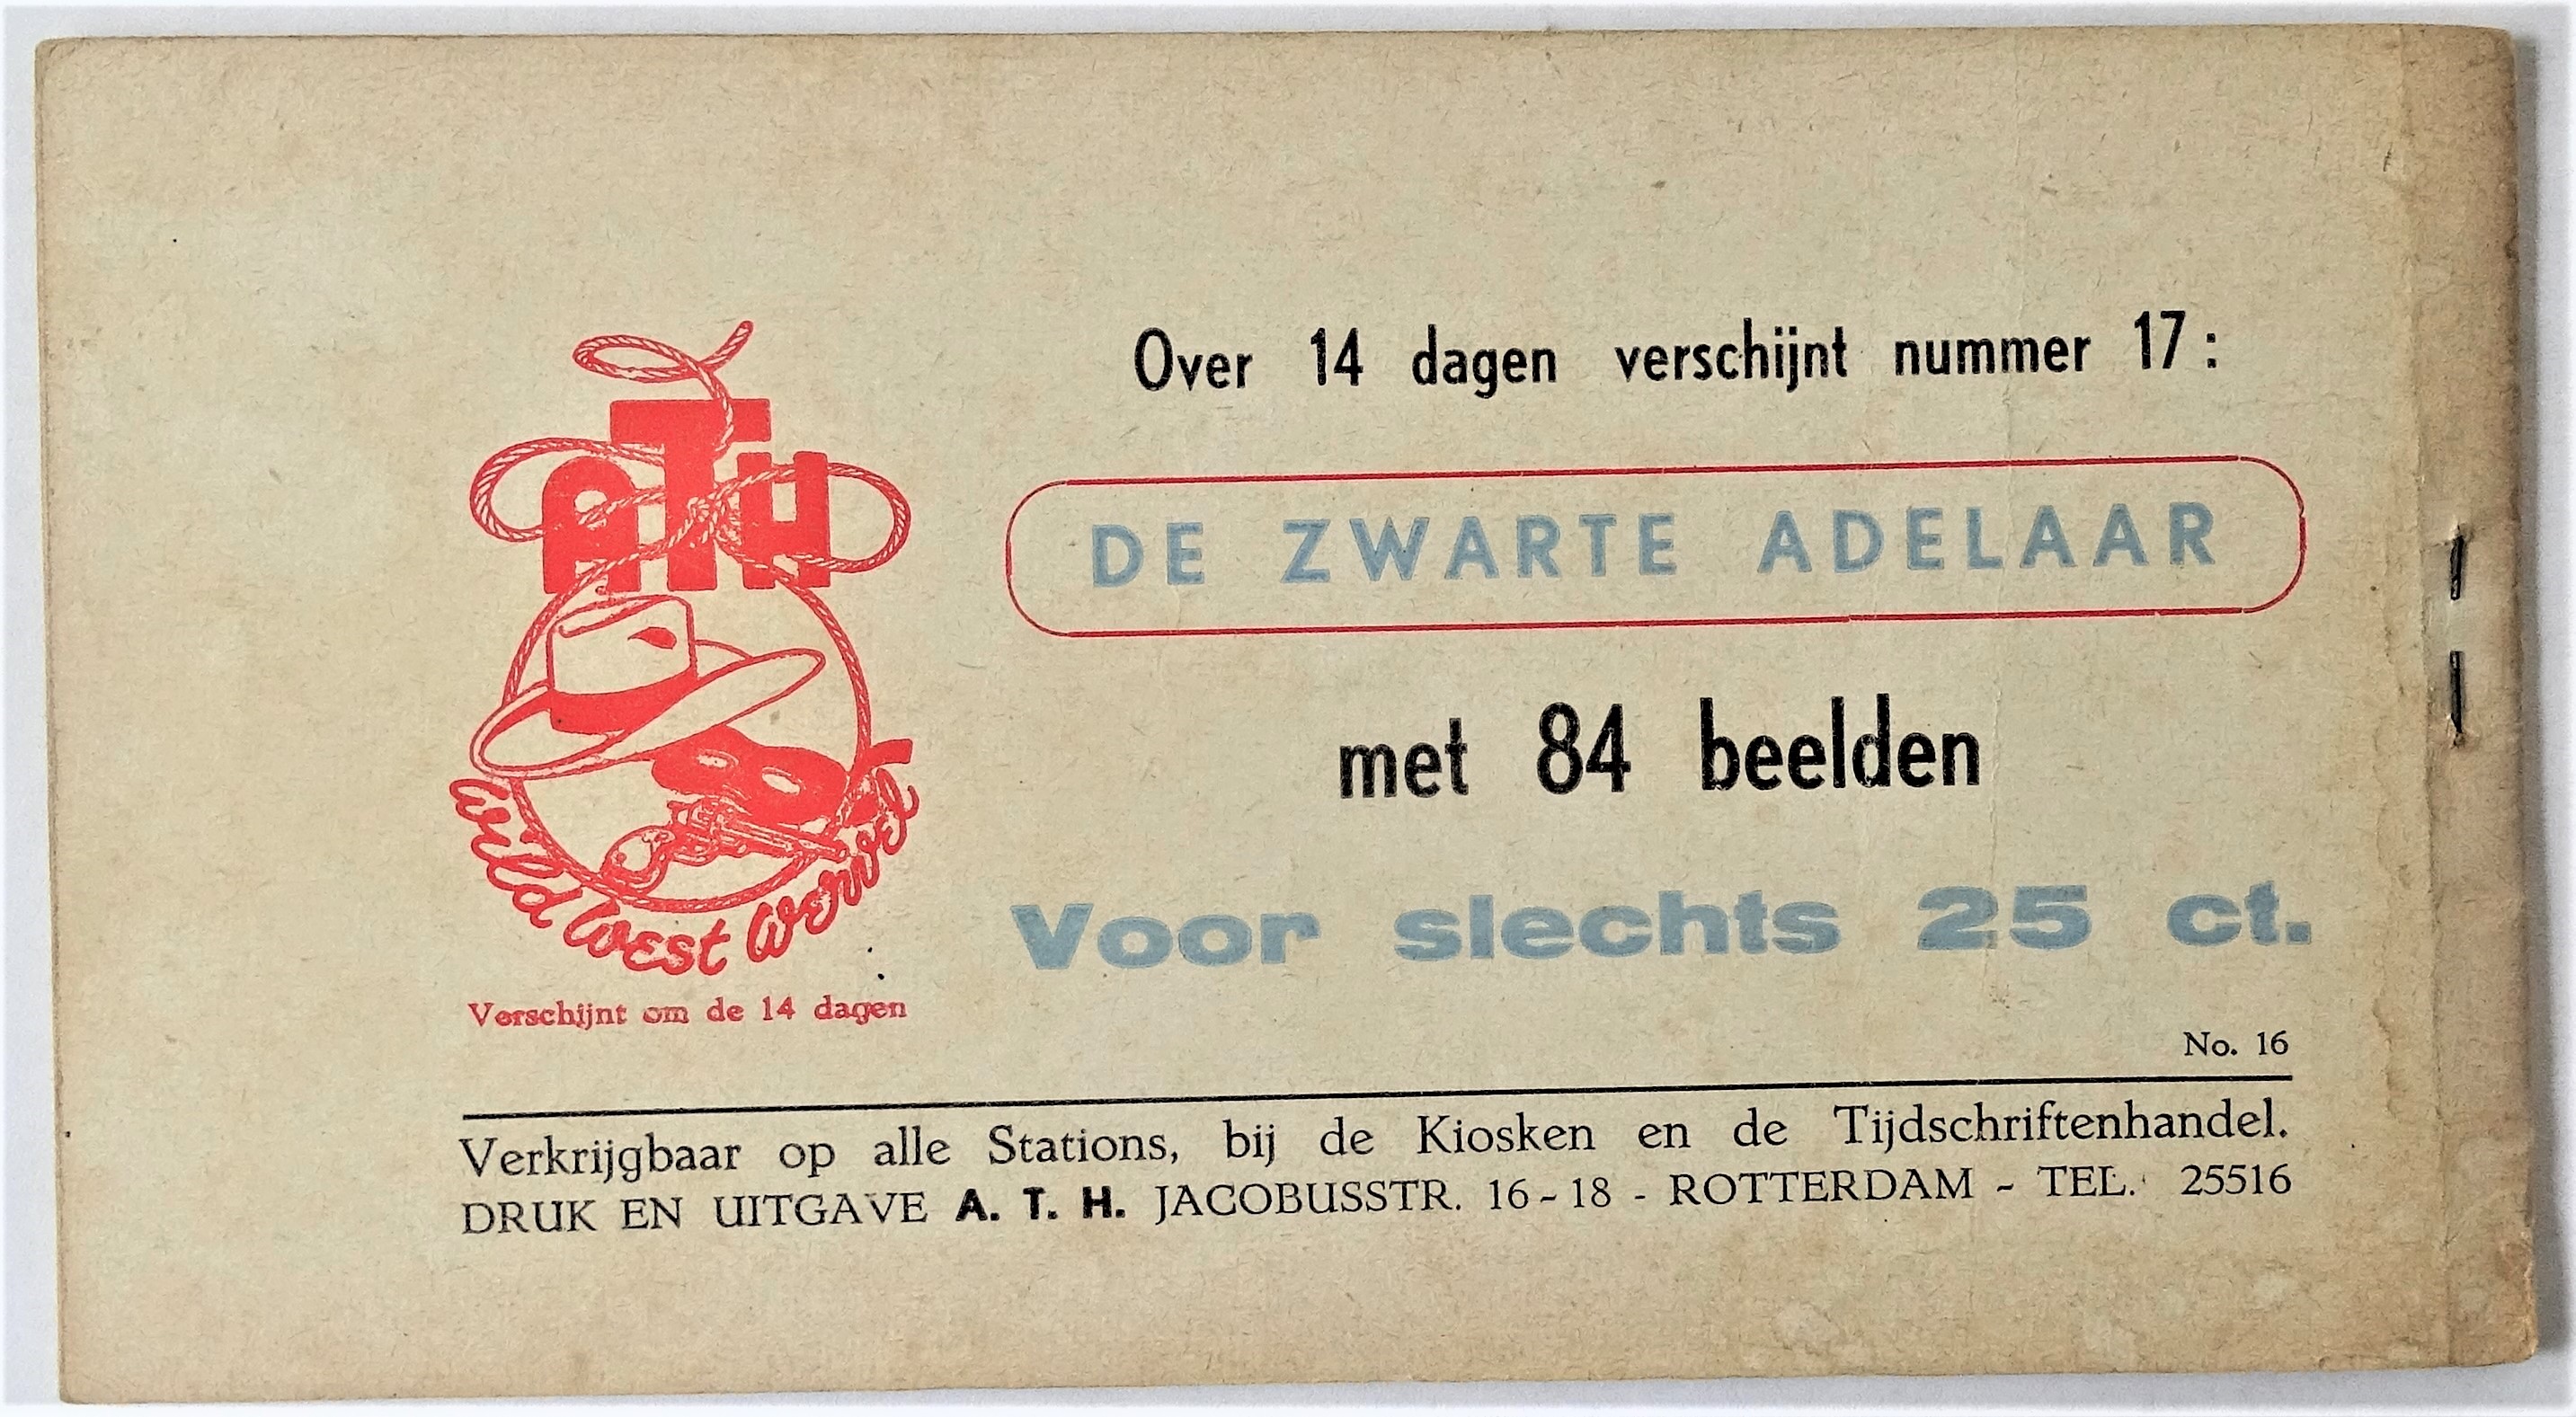 ATH
Wild West Wervel
Verschijnt om de 14 dagen
Over 14 dagen verschijnt nummer 17 :
DE ZWARTE ADELAAR
met 84 beelden
Voor slechts 25 ct.
No. 16
Verkrijgbaar op alle Stations, bij de Kiosken en de Tijdschriftenhandel.
DRUK EN UITGAVE A. T. H. JACOBUSSTR. 16 - 18 - ROTTERDAM - TEL. 25516